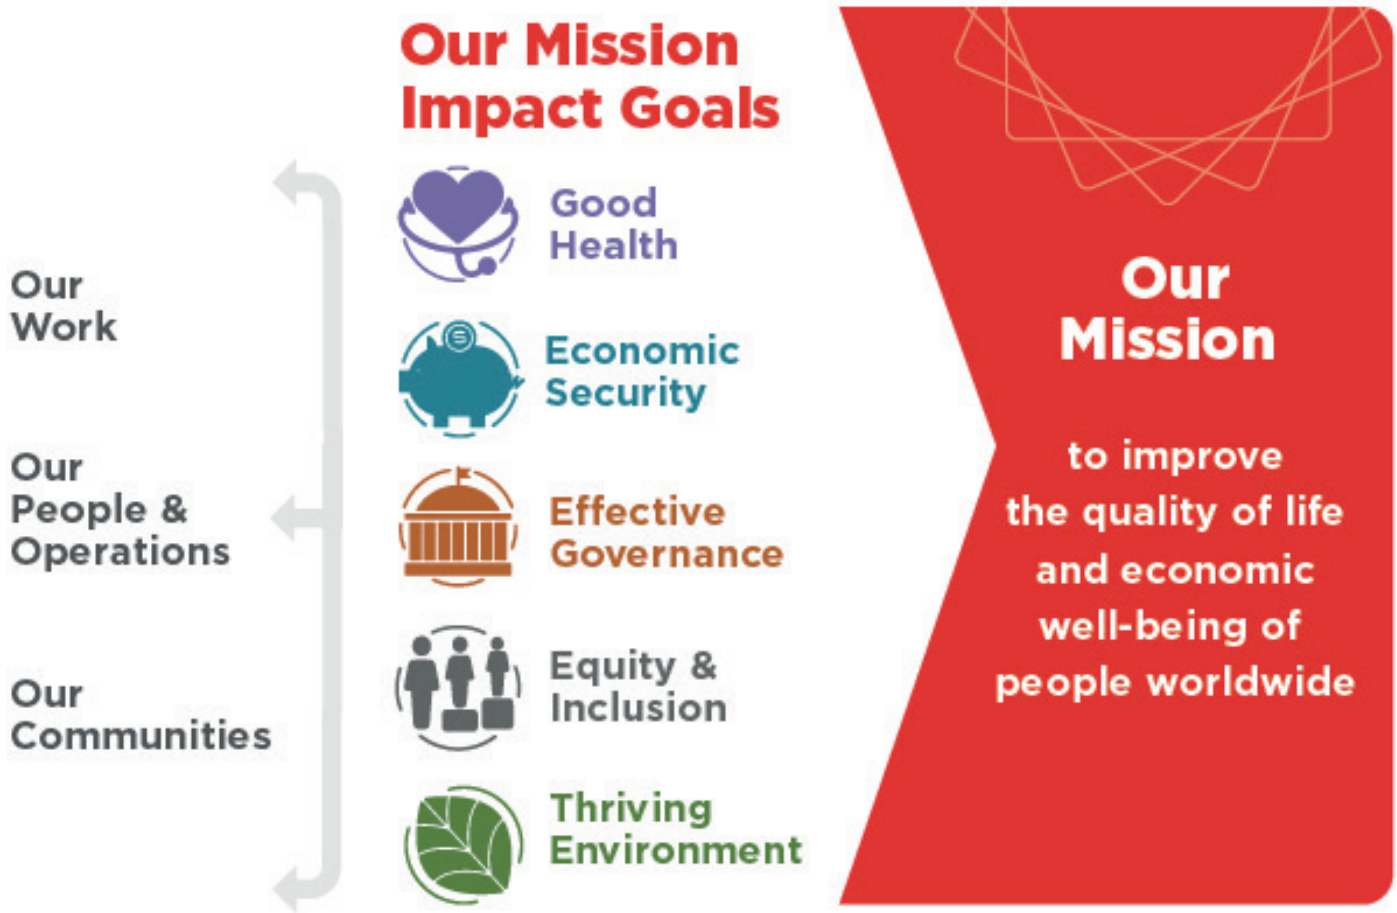 Our Mission
Impact Goals
Our
Work
Our
People &
Operations
Our
Communities
Good
Health
Economic
Security
Effective
Governance
Equity &
Inclusion
Thriving
Environment
Our
Mission
to improve
the quality of life
and economic
well-being of
people worldwide